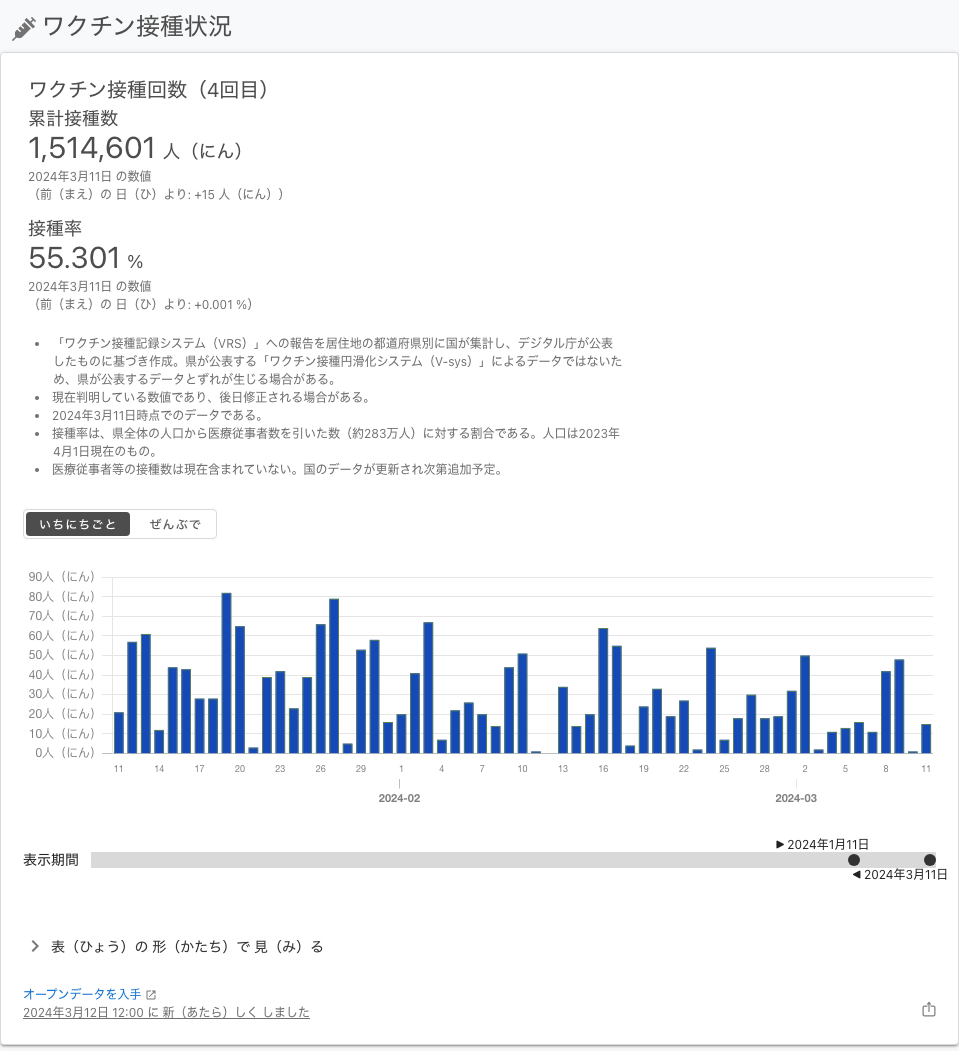 ワクチン接種状況
ワクチン接種回数（4回目）
累計接種数
1,514,601 人（にん）
2024年3月11日 の数値
（前（まえ）の 日（ひ）より: +15 人（にん））
接種率
55.301 %
2024年3月11日 の数値
（前（まえ）の 日（ひ）より: +0.001 %）
• 「ワクチン接種記録システム（VRS）」への報告を居住地の都道府県別に国が集計し、デジタル庁が公表
したものに基づき作成。県が公表する「ワクチン接種円滑化システム（V-sys）」によるデータではないた
め、県が公表するデータとずれが生じる場合がある。
• 現在判明している数値であり、後日修正される場合がある。
• 2024年3月11日時点でのデータである。
• 接種率は、県全体の人口から医療従事者数を引いた数（約283万人）に対する割合である。人口は2023年
4月1日現在のもの。
• 医療従事者等の接種数は現在含まれていない。国のデータが更新され次第追加予定。
いちにちごと ぜんぶで
90人（にん）
80人（にん）
70人（にん）
60人（にん）
50人（にん）
40人（にん）
30人（にん）
20人（にん）
10人（にん）
0人（にん）
11 14 17 20 23 26 29 1 4 7 10 13 16 19 22 25 28 2 5 8 11
2024-02 2024-03
▶ 2024年1月11日
表示期間
◀ 2024年3月11日
表（ひょう）の 形（かたち）で 見（み）る
オープンデータを入手
2024年3月12日 12:00 に 新（あたら）しく しました